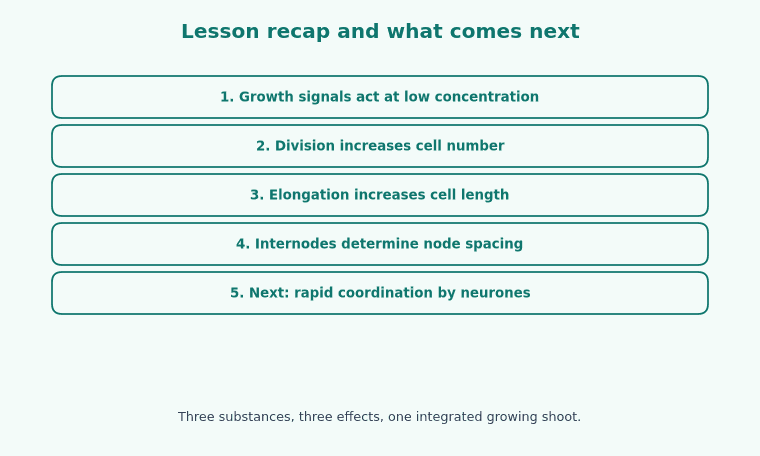 Lesson recap and what comes next
1. Growth signals act at low concentration
2. Division increases cell number
3. Elongation increases cell length
4. Internodes determine node spacing
5. Next: rapid coordination by neurones
Three substances, three effects, one integrated growing shoot.